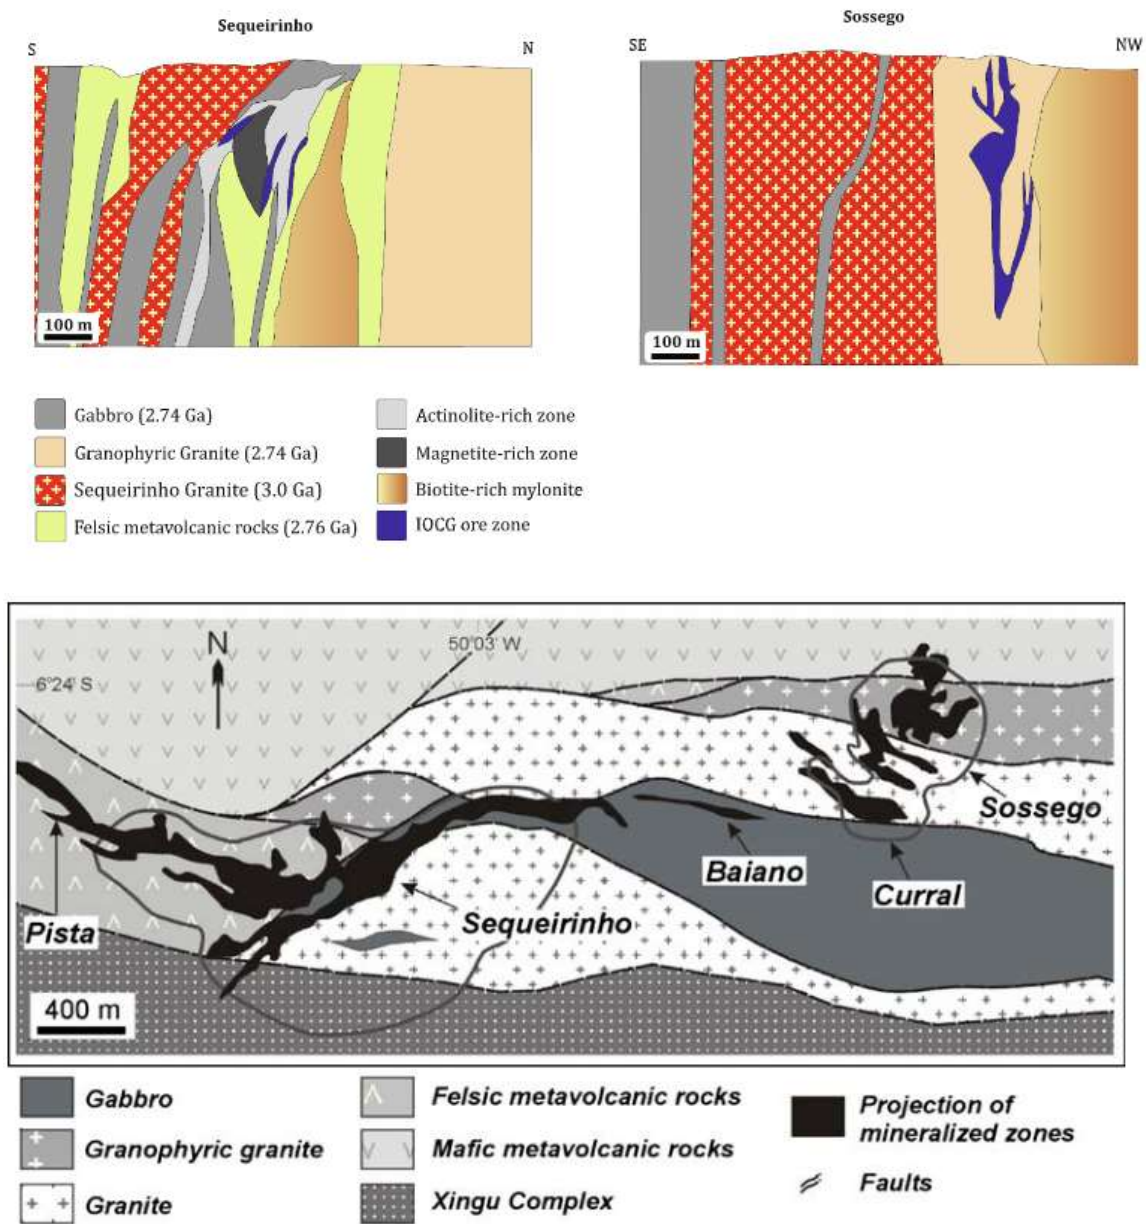 Sequeirinho
S
N
100 m
Sossego
SE
NW
100 m
Gabbro (2.74 Ga)
Granophyric Granite (2.74 Ga)
Sequeirinho Granite (3.0 Ga)
Felsic metavolcanic rocks (2.76 Ga)
Actinolite-rich zone
Magnetite-rich zone
Biotite-rich mylonite
IOCG ore zone
N
50°03' W
6°24' S
Sossego
Baiano
Curral
Sequeirinho
Pista
400 m
Gabbro
Granophyric granite
Granite
Felsic metavolcanic rocks
Mafic metavolcanic rocks
Xingu Complex
Projection of
mineralized zones
Faults